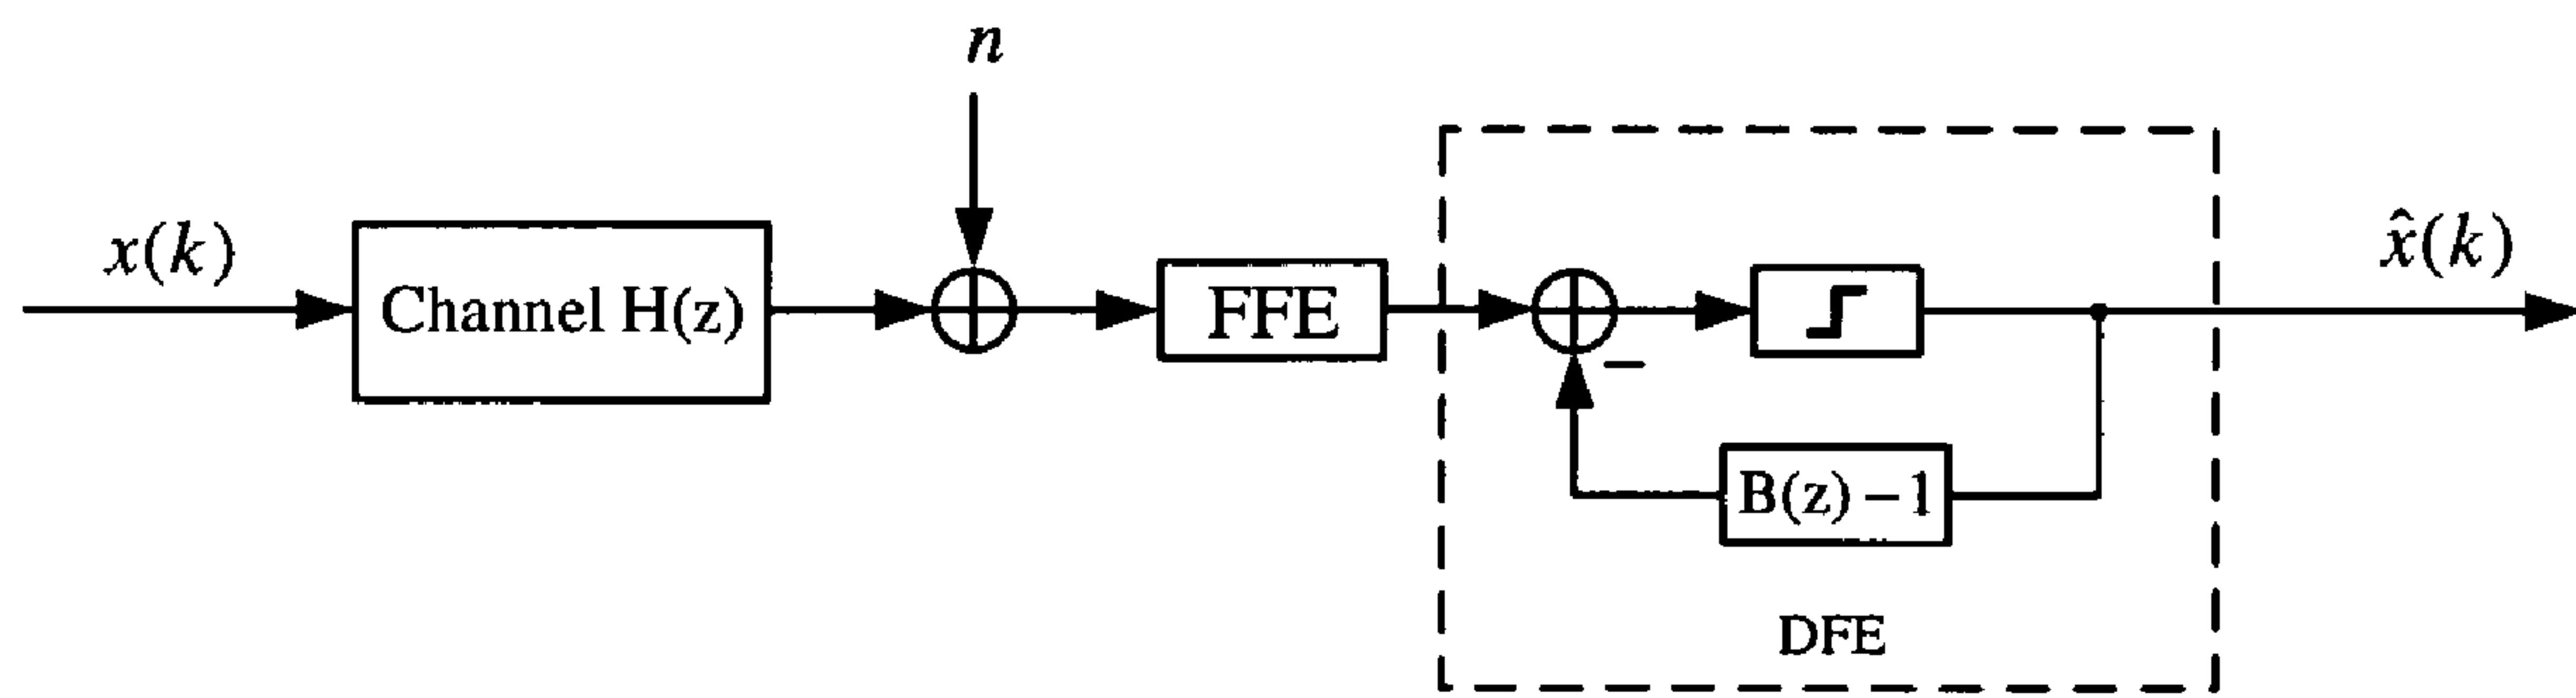 n
x(k)
Channel H(z)
FFE
x̂(k)
B(z) – 1
DFE